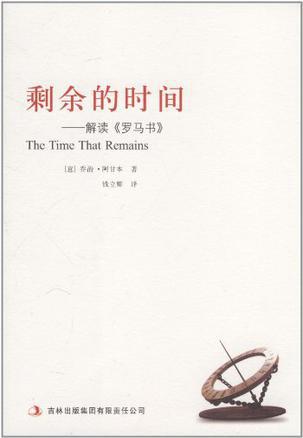 剩余的时间
——解读《罗马书》
The Time That Remains
［意］乔治·阿甘本 著
钱立卿 译
吉林出版集团有限责任公司